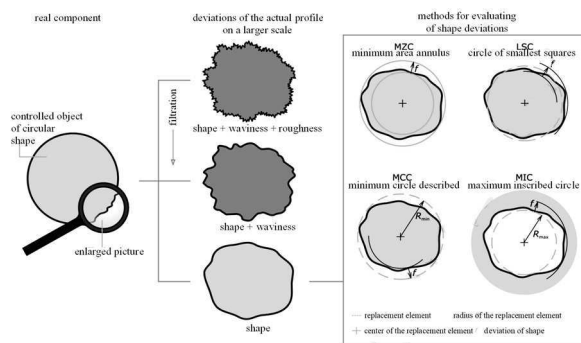 real component
deviations of the actual profile
on a larger scale
methods for evaluating
of shape deviations
controlled object
of circular
shape
enlarged picture
filtration
shape + waviness + roughness
shape + waviness
shape
MZC
minimum area annulus
f
LSC
circle of smallest squares
f
MCC
minimum circle described
Rmin
f
MIC
maximum inscribed circle
f
Rmax
replacement element
radius of the replacement element
center of the replacement element
deviation of shape